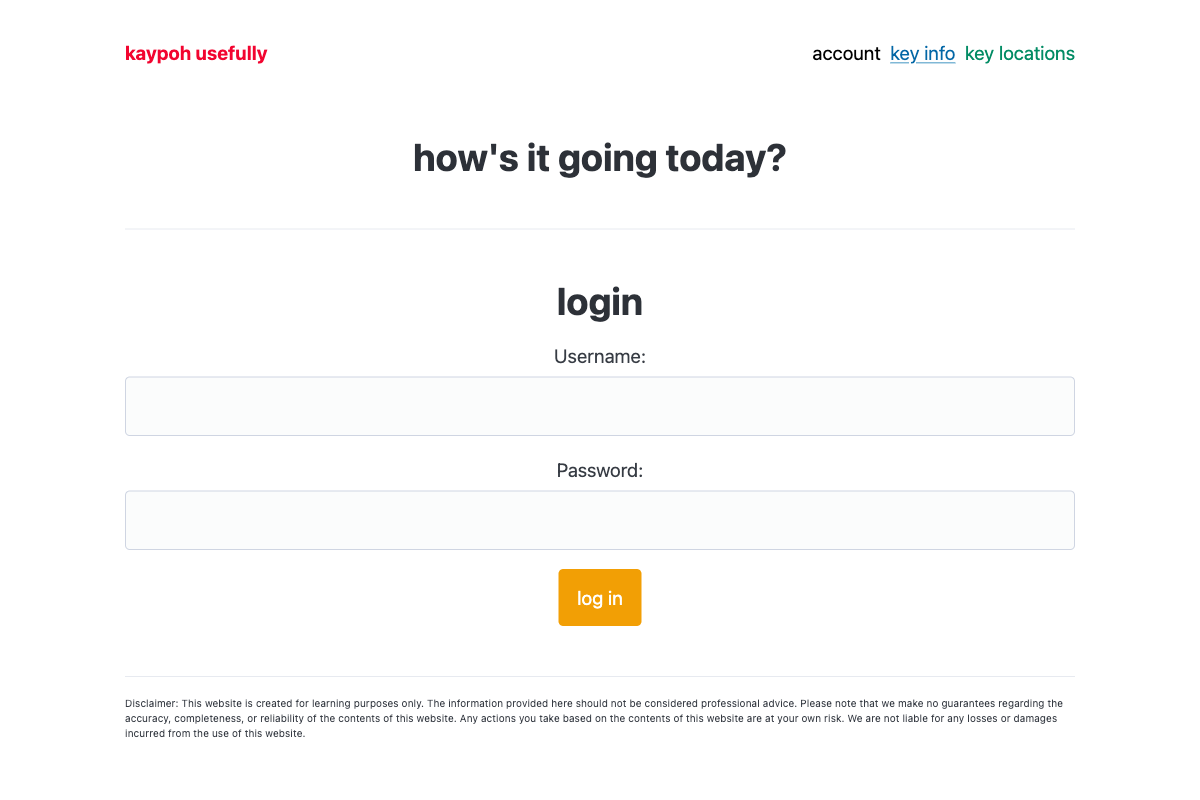 kaypoh usefully
account key info key locations
how's it going today?
login
Username:
Password:
log in
Disclaimer: This website is created for learning purposes only. The information provided here should not be considered professional advice. Please note that we make no guarantees regarding the
accuracy, completeness, or reliability of the contents of this website. Any actions you take based on the contents of this website are at your own risk. We are not liable for any losses or damages
incurred from the use of this website.